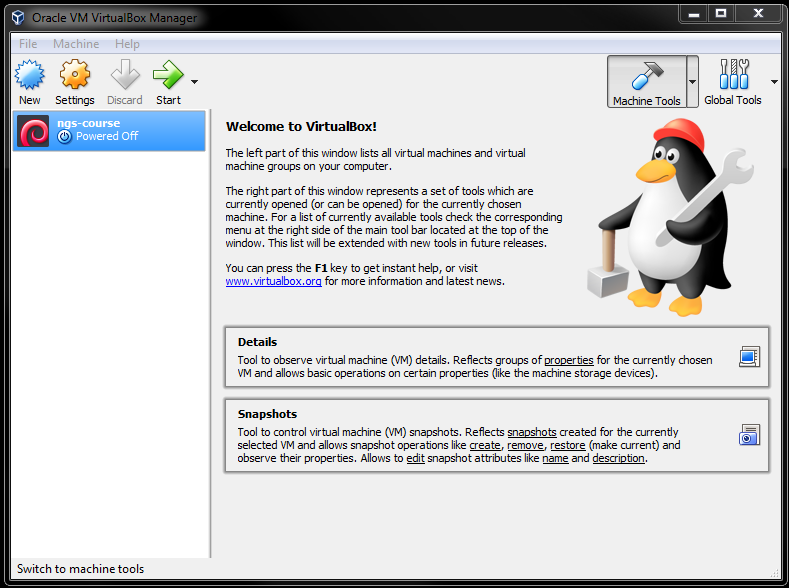 Oracle VM VirtualBox Manager
File Machine Help
New Settings Discard Start Machine Tools Global Tools
ngs-course
Powered Off
Welcome to VirtualBox!
The left part of this window lists all virtual machines and virtual
machine groups on your computer.
The right part of this window represents a set of tools which are
currently opened (or can be opened) for the currently chosen
machine. For a list of currently available tools check the corresponding
menu at the right side of the main tool bar located at the top of the
window. This list will be extended with new tools in future releases.
You can press the F1 key to get instant help, or visit
www.virtualbox.org for more information and latest news.
Details
Tool to observe virtual machine (VM) details. Reflects groups of properties for the currently chosen
VM and allows basic operations on certain properties (like the machine storage devices).
Snapshots
Tool to control virtual machine (VM) snapshots. Reflects snapshots created for the currently
selected VM and allows snapshot operations like create, remove, restore (make current) and
observe their properties. Allows to edit snapshot attributes like name and description.
Switch to machine tools